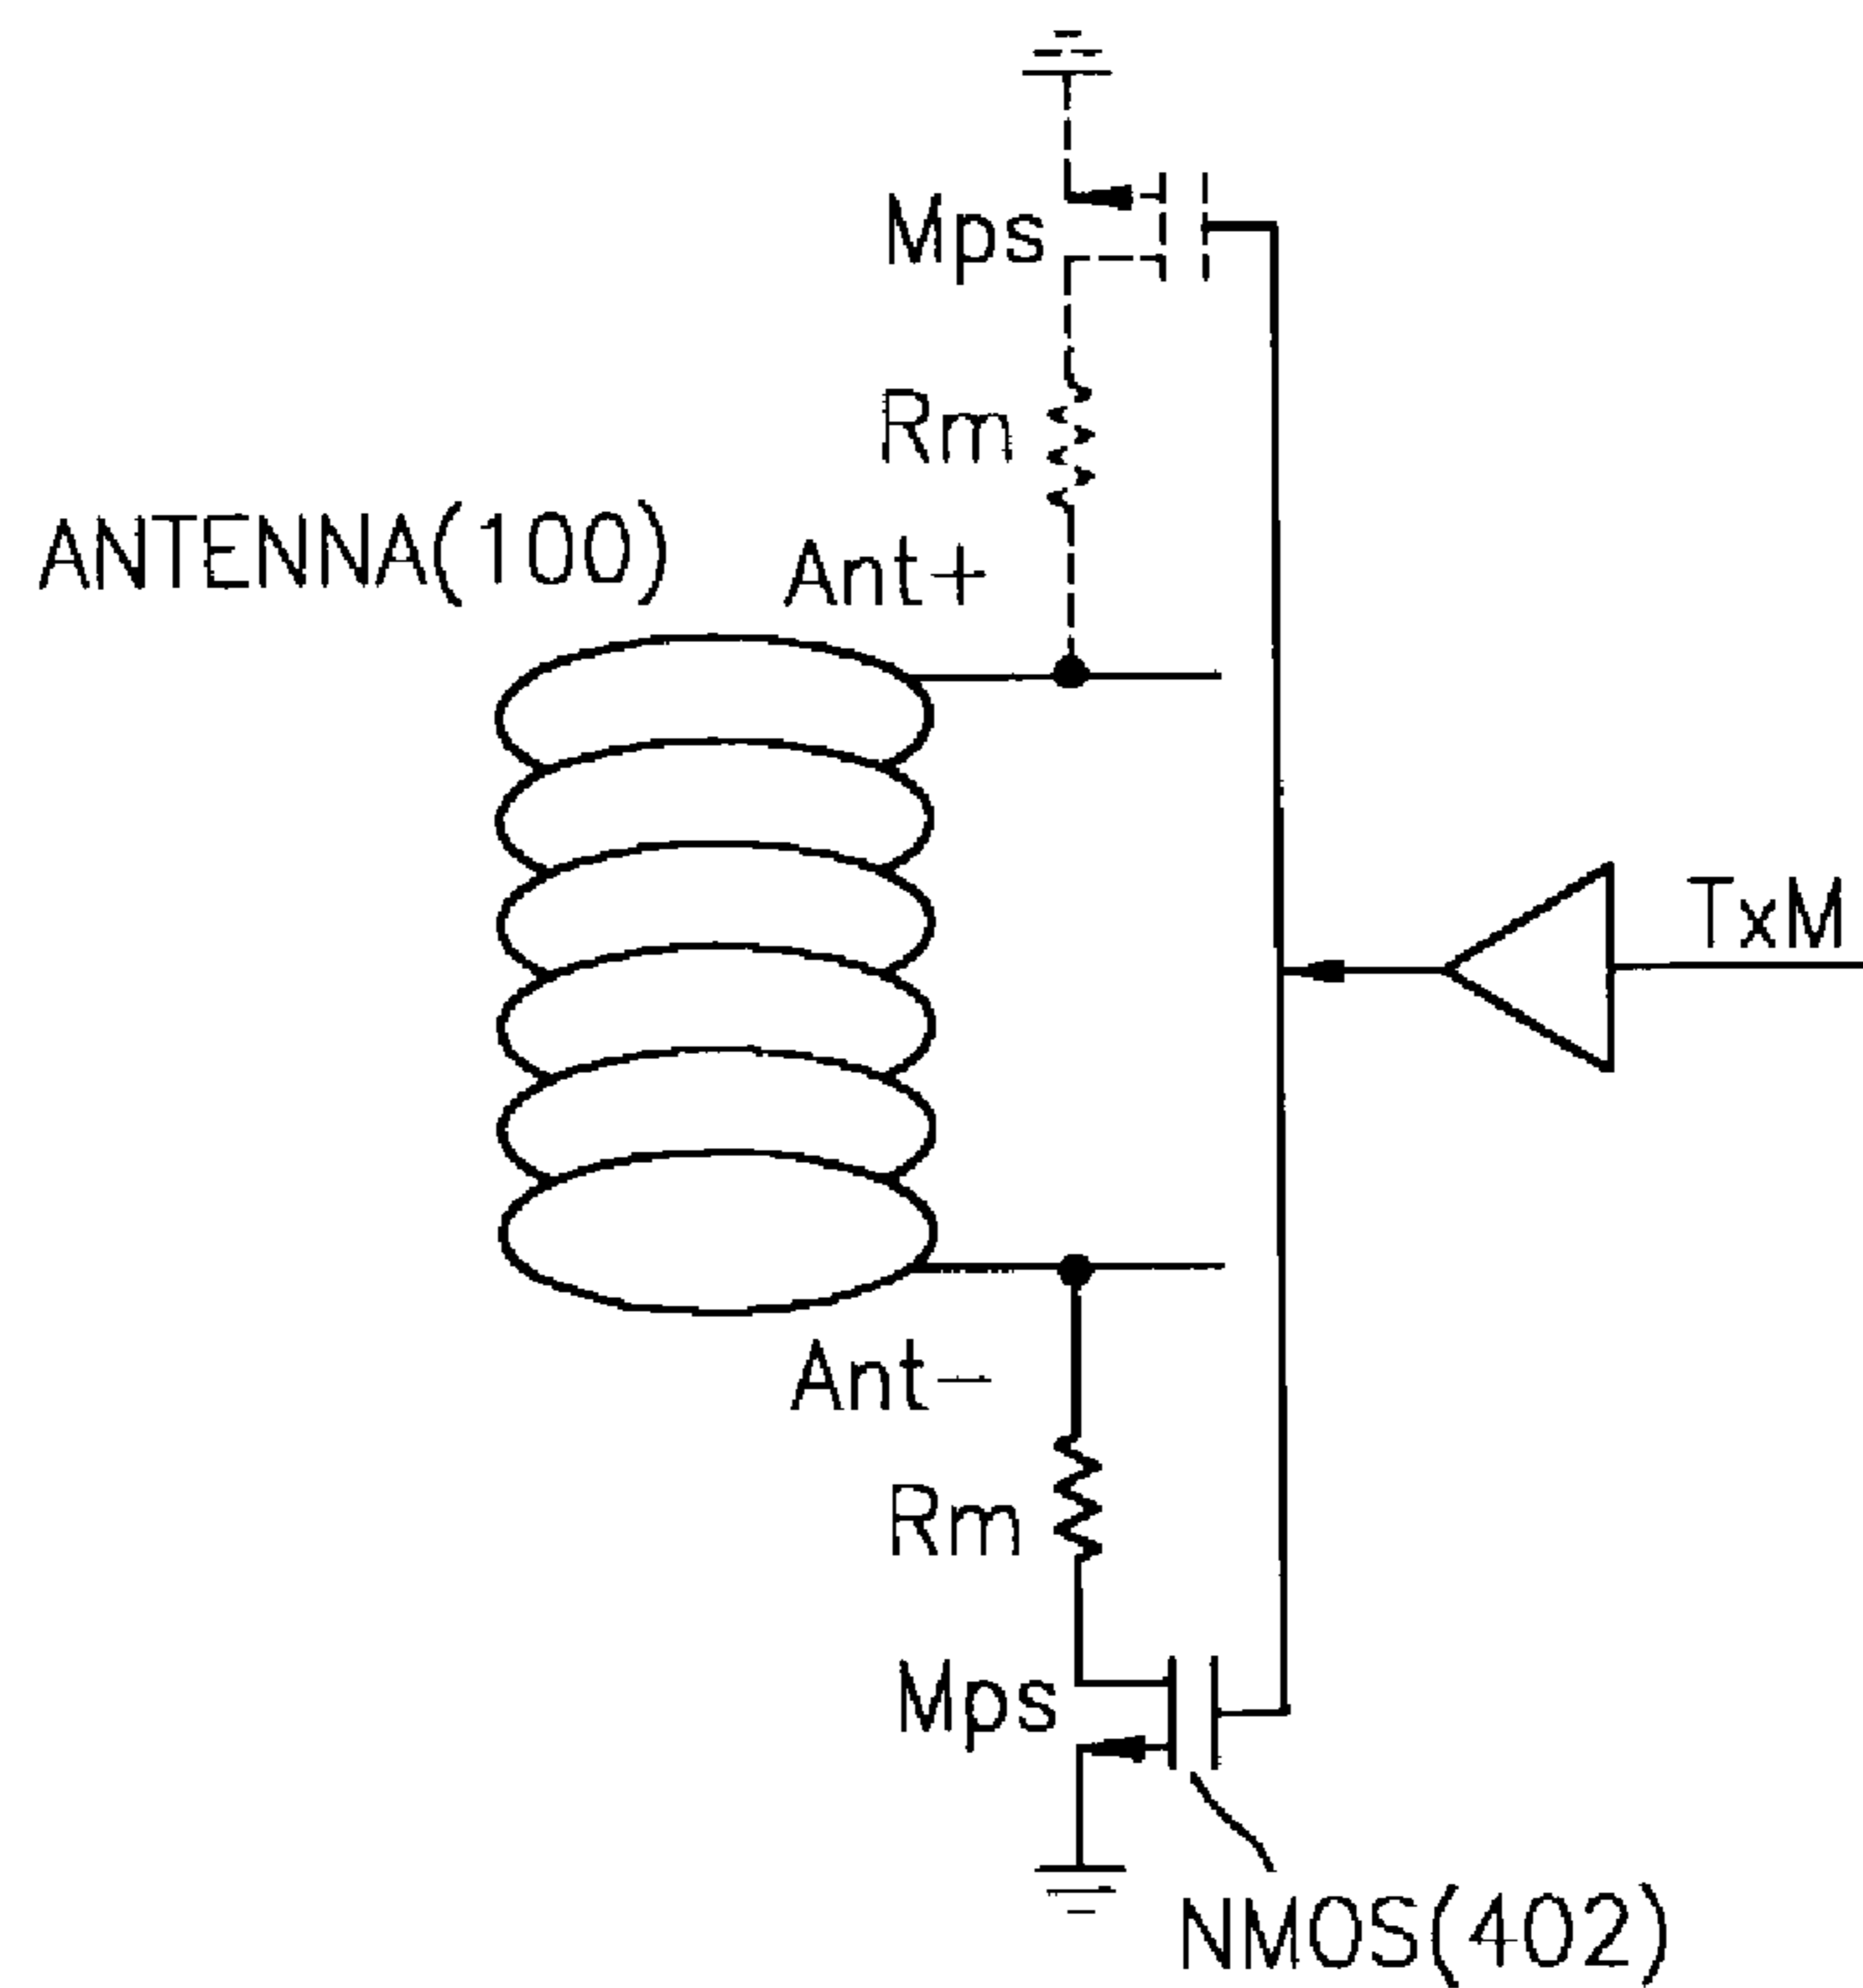 Mps
Rm
ANTENNA(100)
Ant+
TxM
Ant-
Rm
Mps
NMOS(402)